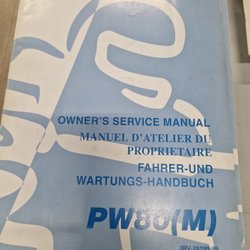 OWNER'S SERVICE MANUAL
MANUEL D'ATELIER DU
PROPRIETAIRE
FAHRER-UND
WARTUNGS-HANDBUCH
PW80(M)